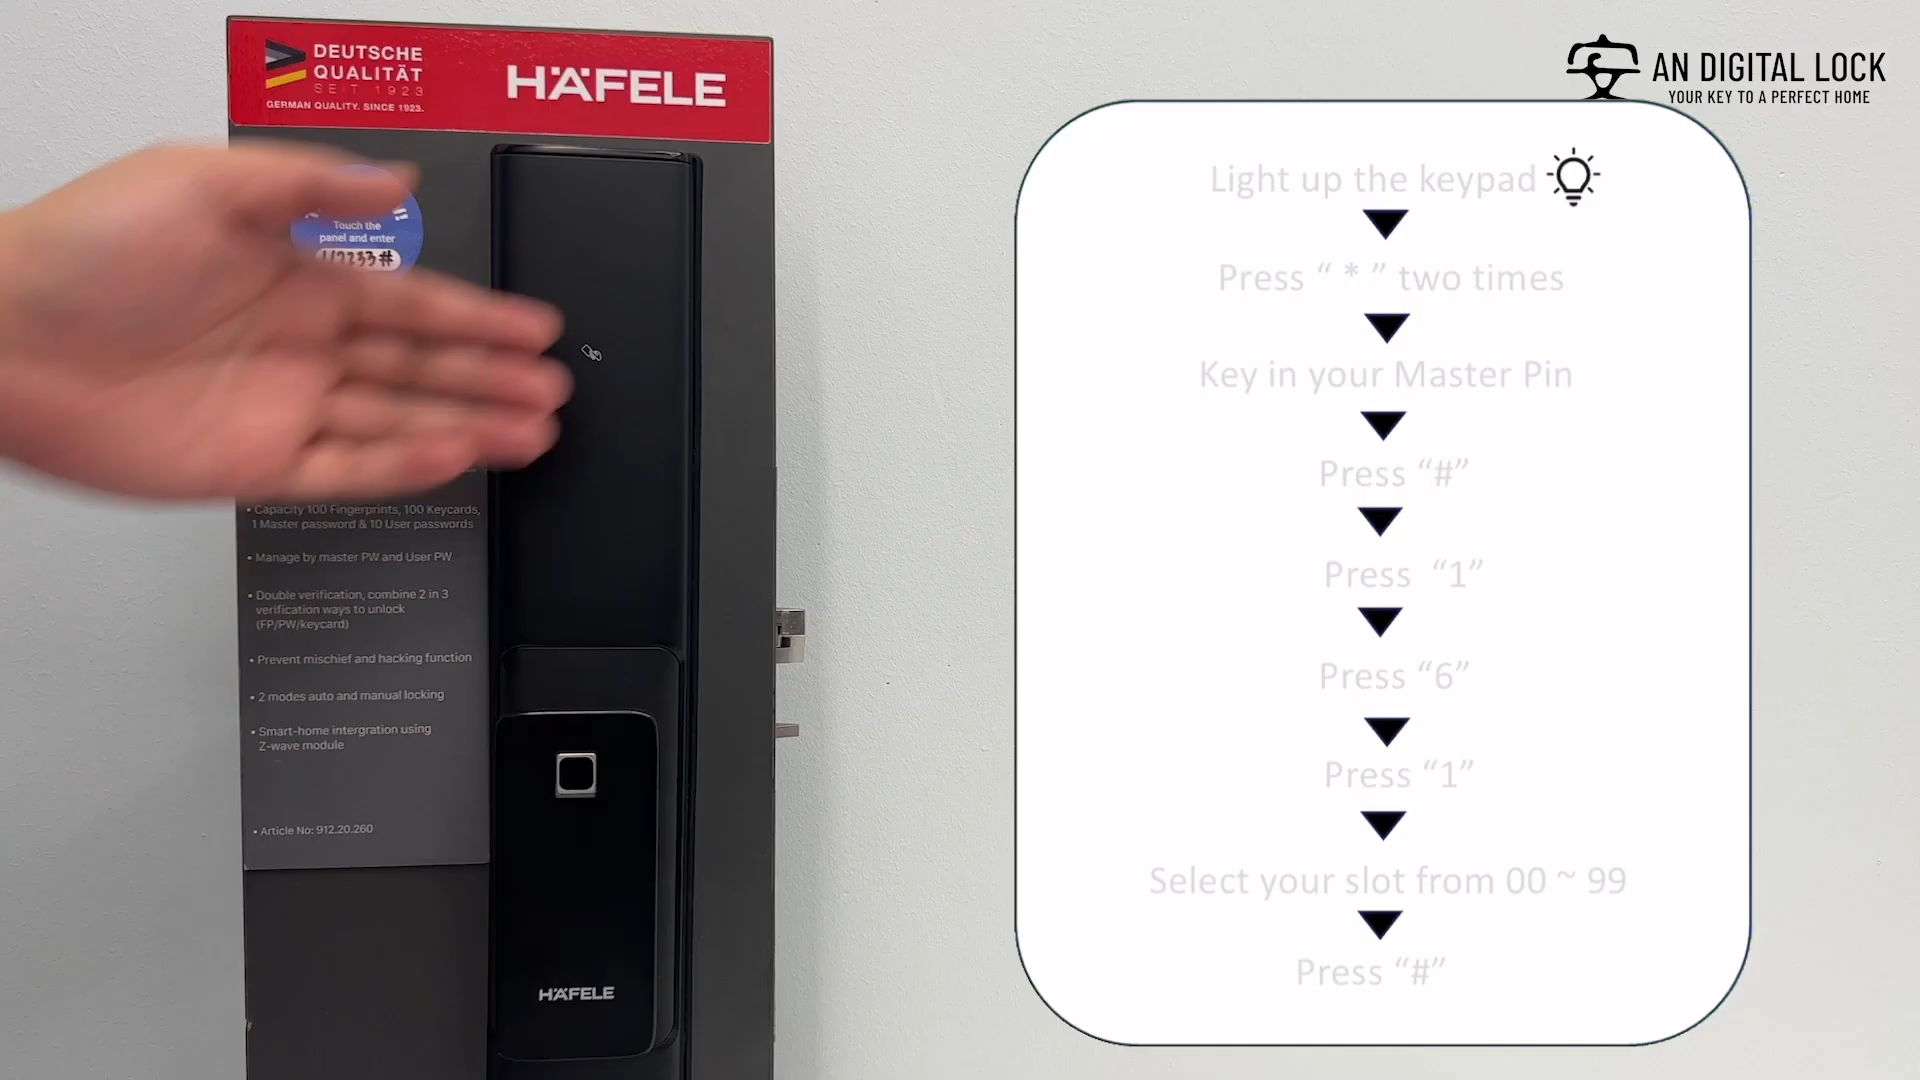 DEUTSCHE
QUALITÄT
SEIT 1923
GERMAN QUALITY. SINCE 1923.
HÄFELE
Touch the
panel and enter
• Capacity 100 Fingerprints, 100 Keycards,
1 Master password & 10 User passwords
• Manage by master PW and User PW
• Double verification, combine 2 in 3
verification ways to unlock
(FP/PW/keycard)
• Prevent mischief and hacking function
• 2 modes auto and manual locking
• Smart-home intergration using
Z-wave module
• Article No: 912.20.260
HÄFELE
AN DIGITAL LOCK
YOUR KEY TO A PERFECT HOME
Light up the keypad
Press “ * ” two times
Key in your Master Pin
Press “#”
Press “1”
Press “6”
Press “1”
Select your slot from 00 ~ 99
Press “#”